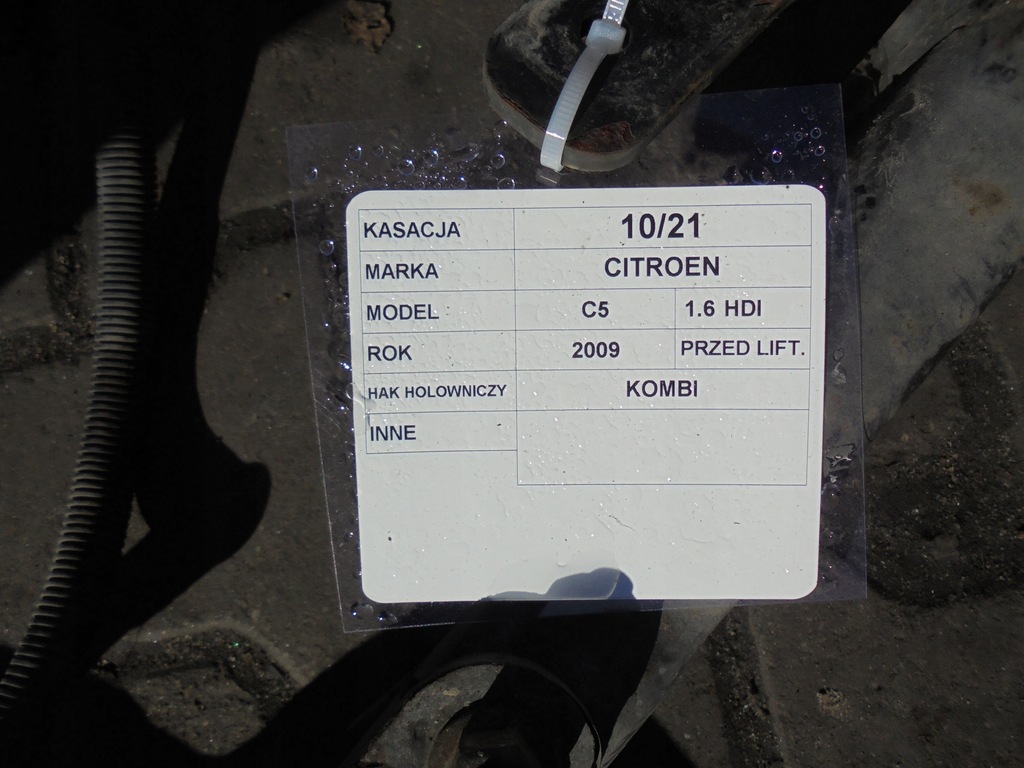 KASACJA 10/21
MARKA CITROEN
MODEL C5 1.6 HDI
ROK 2009 PRZED LIFT.
HAK HOLOWNICZY KOMBI
INNE